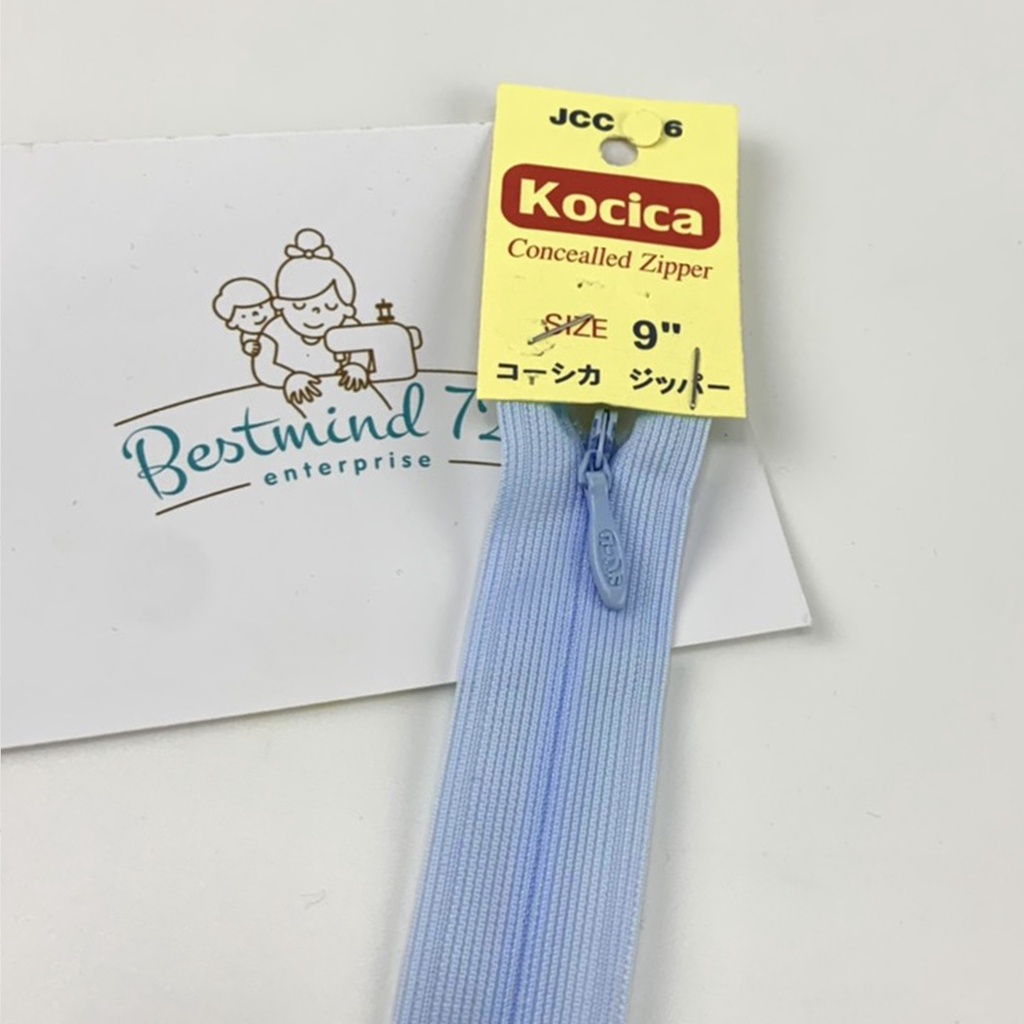 JCC 6
Kocica
Concealled Zipper
SIZE 9"
コーシカ ジッパー
Bestmind 72
enterprise